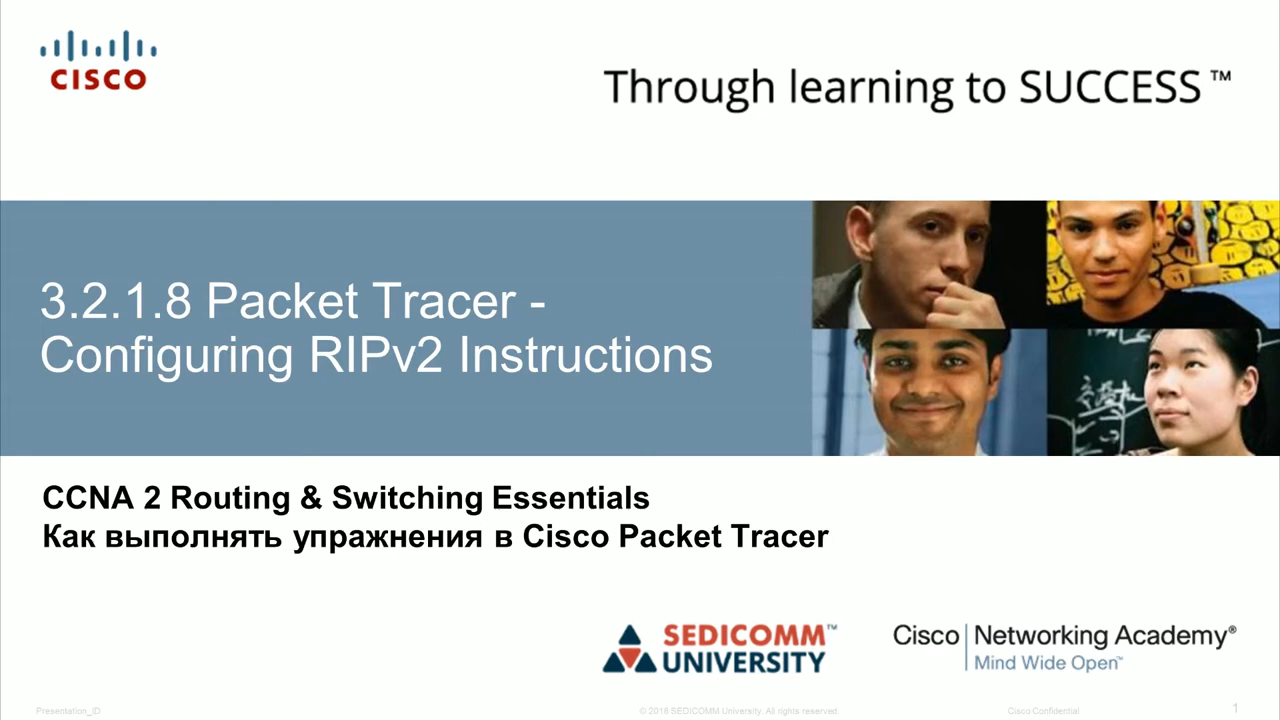 CISCO
Through learning to SUCCESS™
3.2.1.8 Packet Tracer -
Configuring RIPv2 Instructions
CCNA 2 Routing & Switching Essentials
Как выполнять упражнения в Cisco Packet Tracer
SEDICOMM™
UNIVERSITY
Cisco Networking Academy®
Mind Wide Open™
Presentation_ID
© 2018 SEDICOMM University. All rights reserved.
Cisco Confidential
1